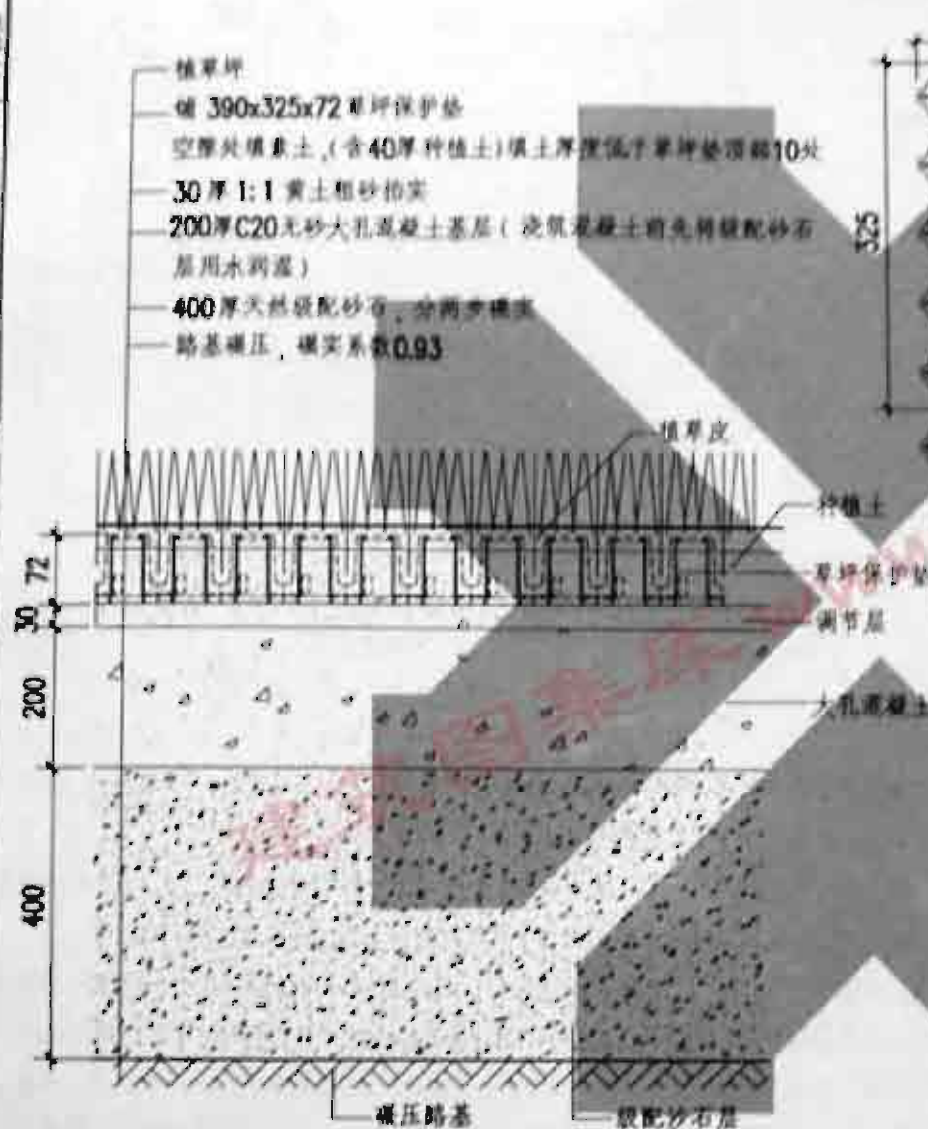 植草坪
铺 390x325x72 草坪保护垫
空隙处填素土,(含40厚种植土)填土厚度低于草坪垫顶部10处
30厚 1:1 黄土粗砂拍实
200厚C20无砂大孔混凝土基层( 浇筑混凝土前先将级配砂石
层用水润湿)
400厚天然级配砂石, 分两步碾实
路基碾压, 碾实系数0.93
325
植草皮
种植土
72
草坪保护垫
30
调节层
200
大孔混凝土
400
碾压路基
级配沙石层